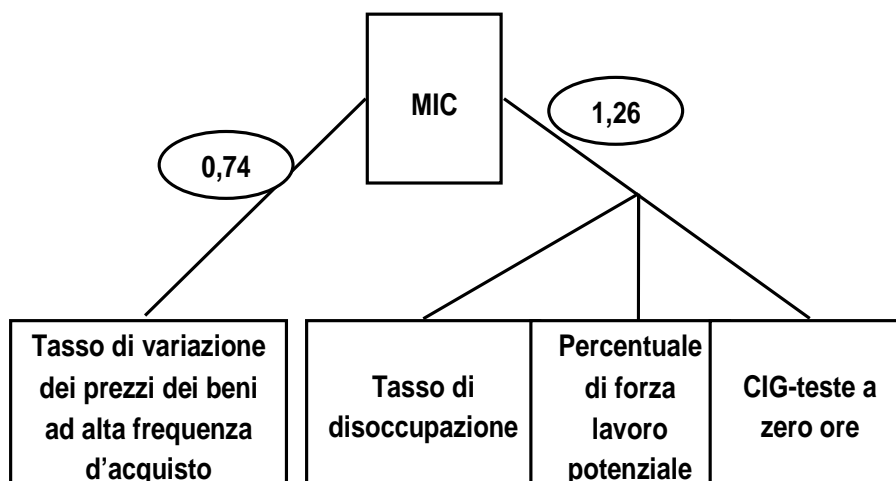 MIC
1,26
0,74
Tasso di variazione
dei prezzi dei beni
ad alta frequenza
d’acquisto
Tasso di
disoccupazione
Percentuale
di forza
lavoro
potenziale
CIG-teste a
zero ore